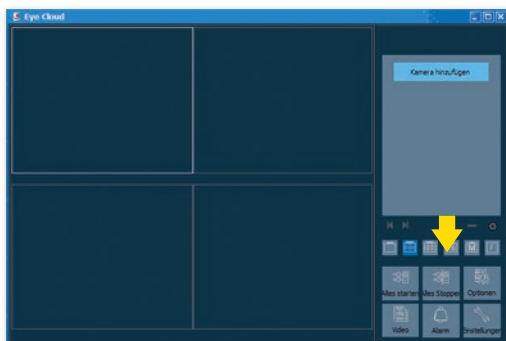 Eye Cloud
Kamera hinzufügen
Alles starten Alles Stoppen Optionen
Video Alarm Einstellungen